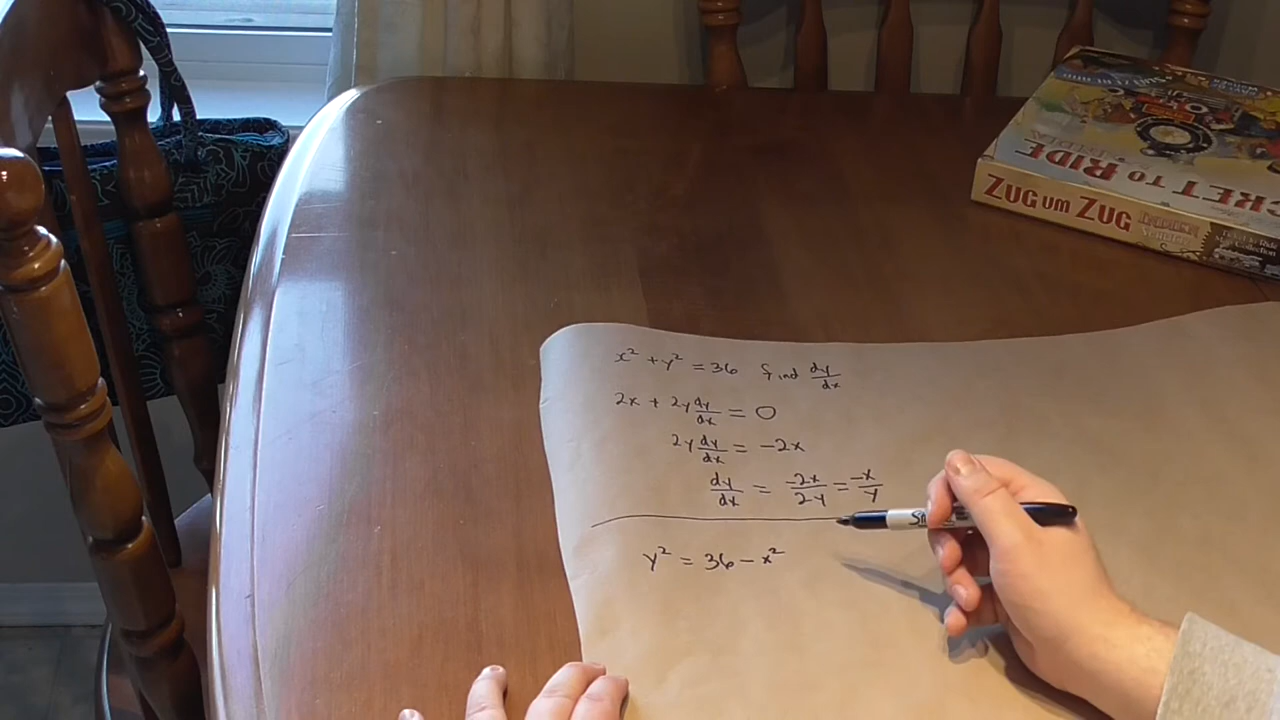 TICKET TO RIDE
ZUG UM ZUG
x² + y² = 36 find dy/dx
2x + 2y dy/dx = 0
2y dy/dx = -2x
dy/dx = -2x/2y = -x/y
y² = 36 - x²